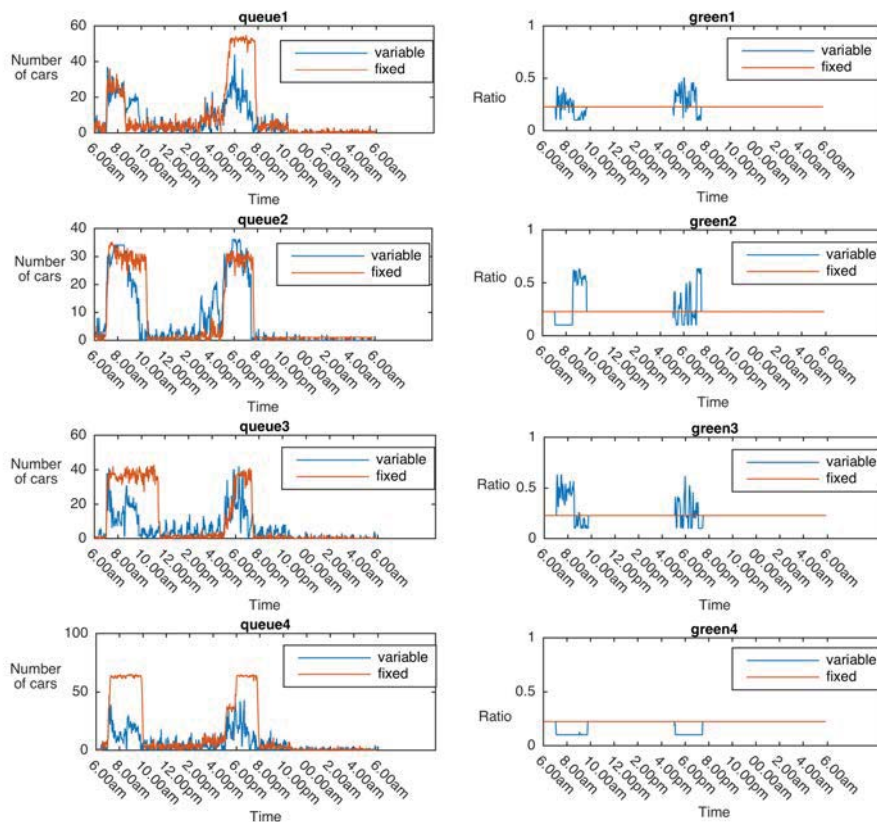 queue1
60
40
20
0
Number
of cars
variable
fixed
6.00am
8.00am
10.00am
12.00pm
2.00pm
4.00pm
6.00pm
8.00pm
10.00pm
00.00am
2.00am
4.00am
6.00am
Time
green1
1
0.5
0
Ratio
variable
fixed
6.00am
8.00am
10.00am
12.00pm
2.00pm
4.00pm
6.00pm
8.00pm
10.00pm
00.00am
2.00am
4.00am
6.00am
Time
queue2
40
30
20
10
0
Number
of cars
variable
fixed
6.00am
8.00am
10.00am
12.00pm
2.00pm
4.00pm
6.00pm
8.00pm
10.00pm
00.00am
2.00am
4.00am
6.00am
Time
green2
1
0.5
0
Ratio
variable
fixed
6.00am
8.00am
10.00am
12.00pm
2.00pm
4.00pm
6.00pm
8.00pm
10.00pm
00.00am
2.00am
4.00am
6.00am
Time
queue3
60
40
20
0
Number
of cars
variable
fixed
6.00am
8.00am
10.00am
12.00pm
2.00pm
4.00pm
6.00pm
8.00pm
10.00pm
00.00am
2.00am
4.00am
6.00am
Time
green3
1
0.5
0
Ratio
variable
fixed
6.00am
8.00am
10.00am
12.00pm
2.00pm
4.00pm
6.00pm
8.00pm
10.00pm
00.00am
2.00am
4.00am
6.00am
Time
queue4
100
50
0
Number
of cars
variable
fixed
6.00am
8.00am
10.00am
12.00pm
2.00pm
4.00pm
6.00pm
8.00pm
10.00pm
00.00am
2.00am
4.00am
6.00am
Time
green4
1
0.5
0
Ratio
variable
fixed
6.00am
8.00am
10.00am
12.00pm
2.00pm
4.00pm
6.00pm
8.00pm
10.00pm
00.00am
2.00am
4.00am
6.00am
Time